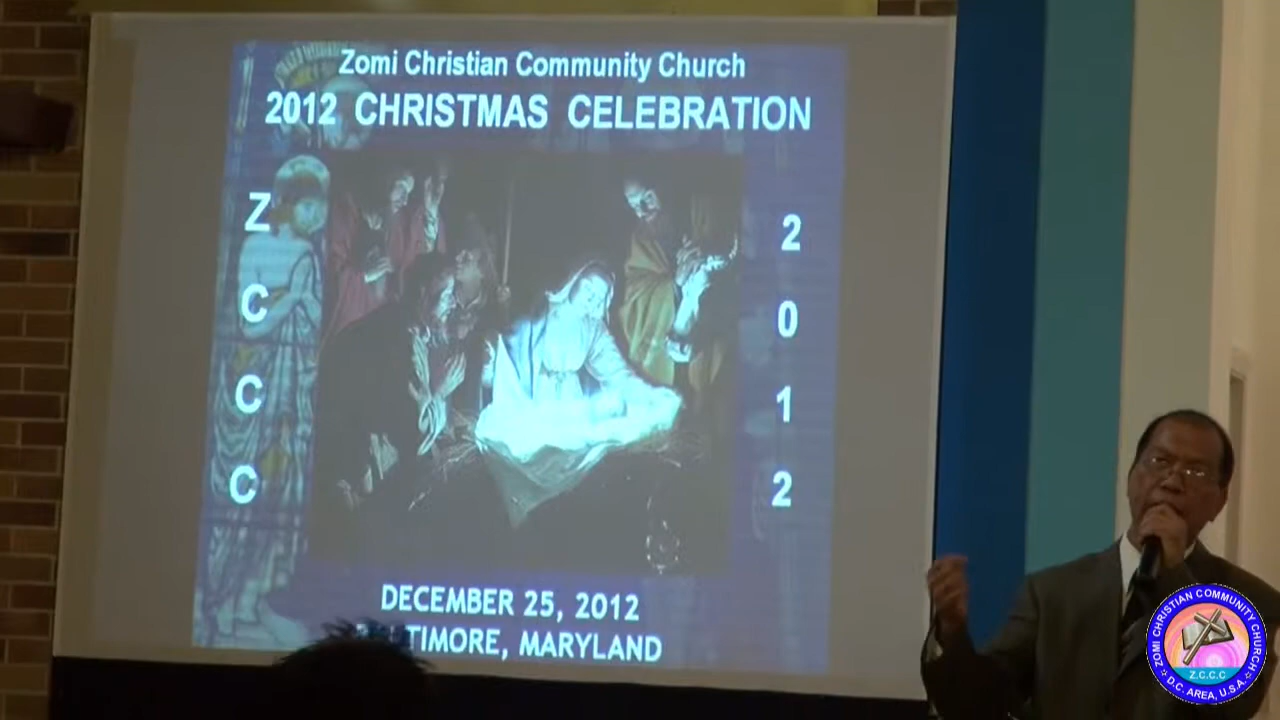 Zomi Christian Community Church
2012 CHRISTMAS CELEBRATION
Z
C
C
C
2
0
1
2
DECEMBER 25, 2012
TIMORE, MARYLAND
ZOMI CHRISTIAN COMMUNITY CHURCH
Z.C.C.C
D.C. AREA, U.S.A.